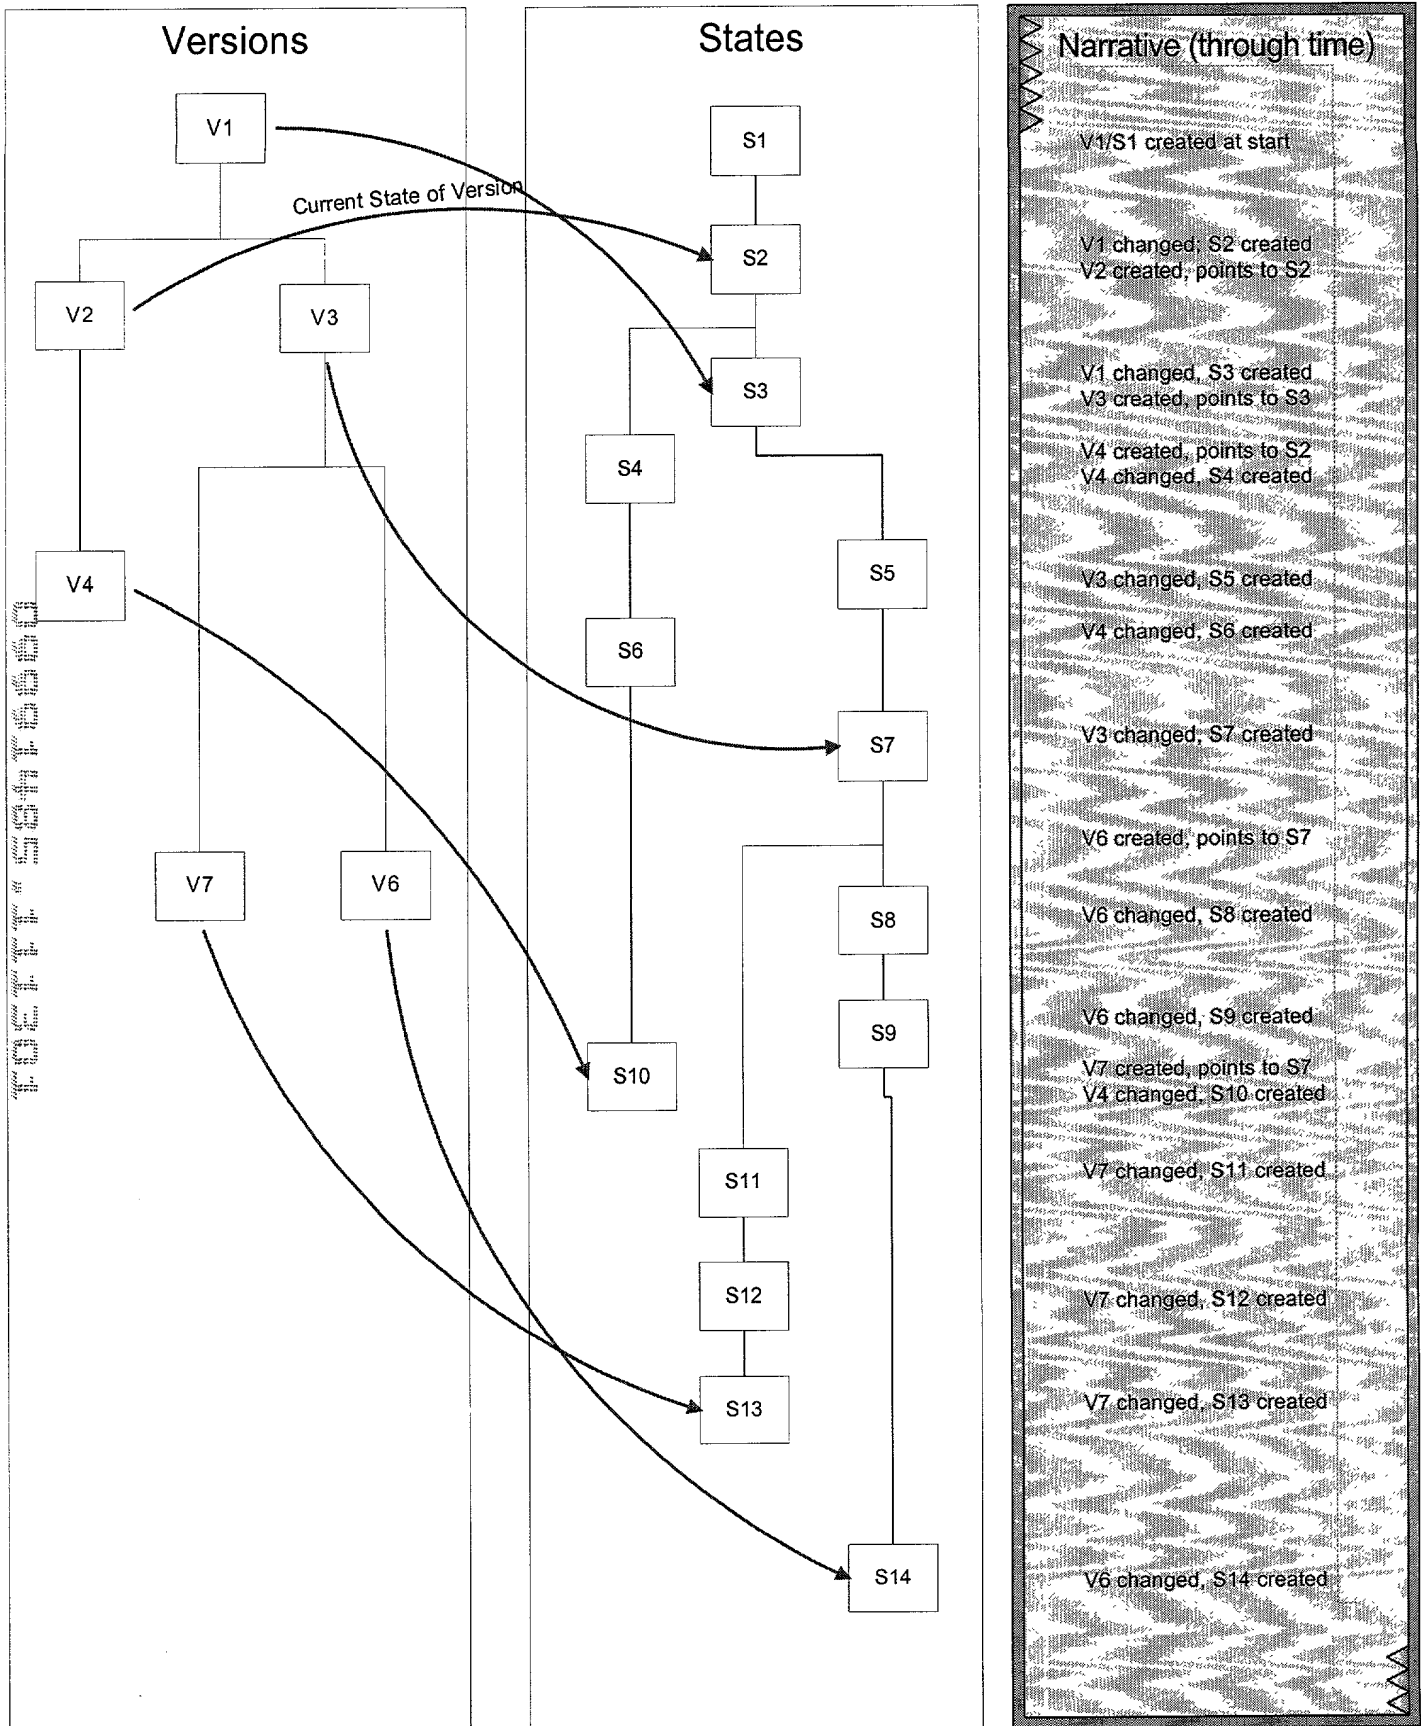 Versions
States
Narrative (through time)
V1
S1
V1/S1 created at start
Current State of Version
S2
V1 changed, S2 created
V2 created, points to S2
V2
V3
S3
V1 changed, S3 created
V3 created, points to S3
S4
V4 created, points to S2
V4 changed, S4 created
V4
S5
V3 changed, S5 created
S6
V4 changed, S6 created
S7
V3 changed, S7 created
V6 created, points to S7
V7
V6
S8
V6 changed, S8 created
S9
V6 changed, S9 created
S10
V7 created, points to S7
V4 changed, S10 created
S11
V7 changed, S11 created
S12
V7 changed, S12 created
S13
V7 changed, S13 created
S14
V6 changed, S14 created